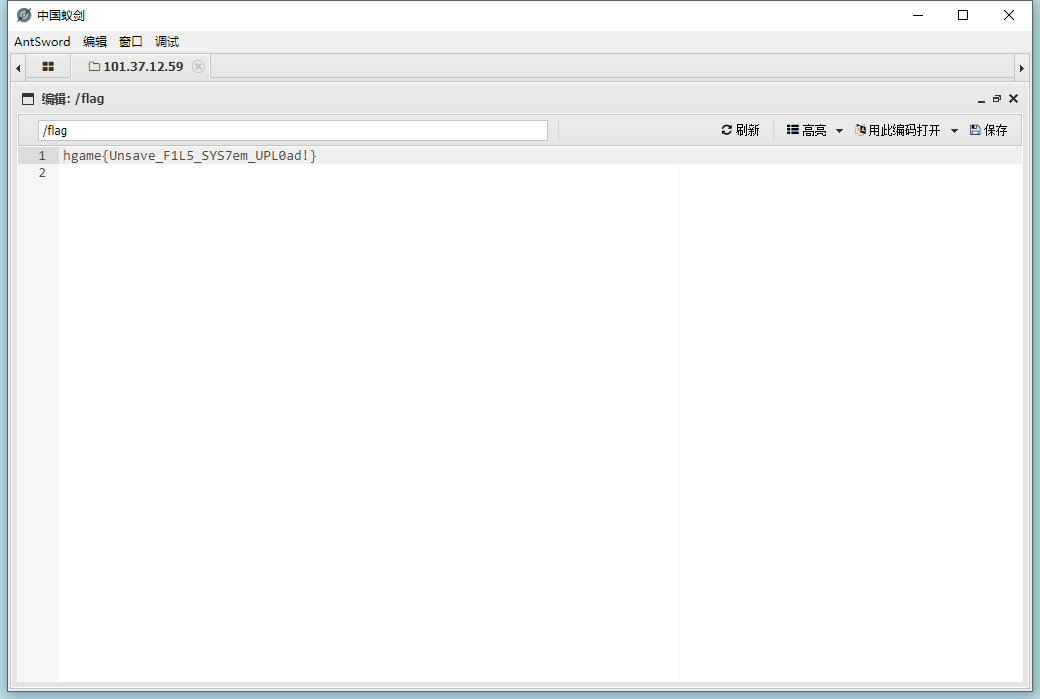 中国蚁剑
AntSword 编辑 窗口 调试
101.37.12.59
编辑: /flag
/flag 刷新 高亮 用此编码打开 保存
1 hgame{Unsave_F1L5_SYS7em_UPL0ad!}
2